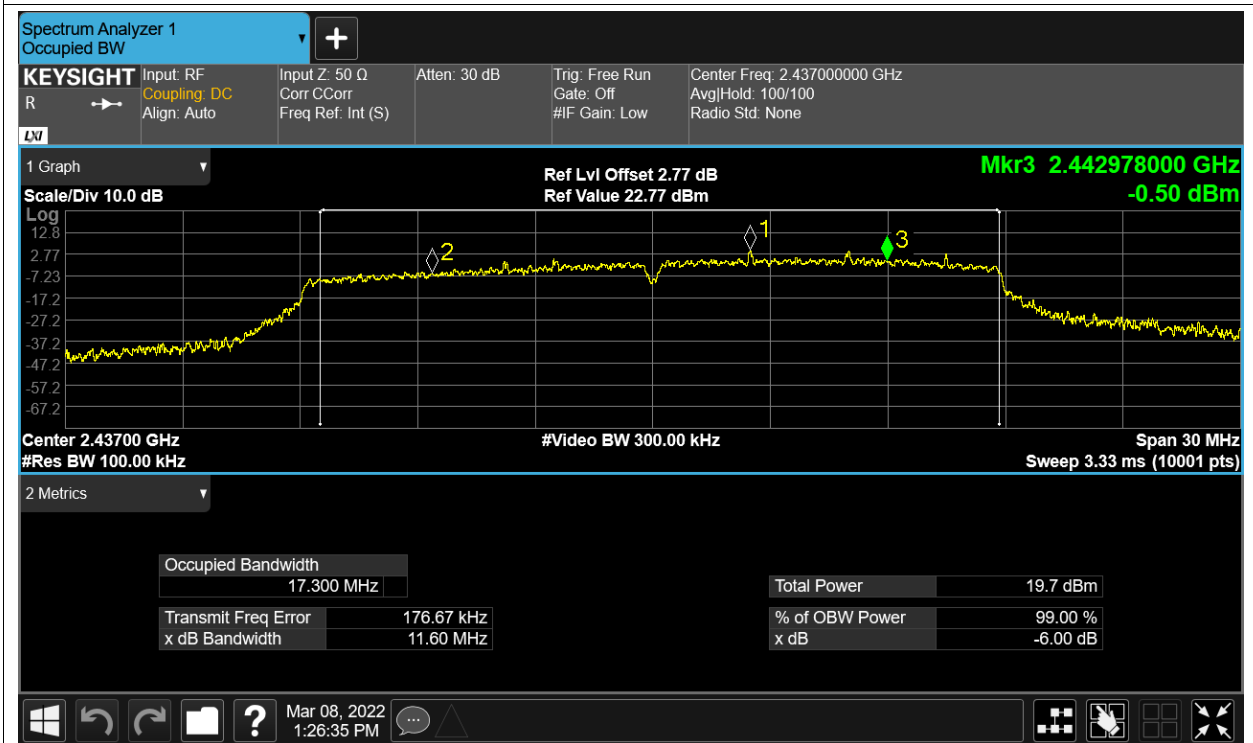 Spectrum Analyzer 1
Occupied BW
KEYSIGHT
R
LXI
Input: RF
Coupling: DC
Align: Auto
Input Z: 50 Ω
Corr CCorr
Freq Ref: Int (S)
Atten: 30 dB
Trig: Free Run
Gate: Off
#IF Gain: Low
Center Freq: 2.437000000 GHz
Avg|Hold: 100/100
Radio Std: None
1 Graph
Scale/Div 10.0 dB
Ref Lvl Offset 2.77 dB
Ref Value 22.77 dBm
Mkr3 2.442978000 GHz
-0.50 dBm
Log
12.8
2.77
-7.23
-17.2
-27.2
-37.2
-47.2
-57.2
-67.2
2
1
3
Center 2.43700 GHz
#Video BW 300.00 kHz
Span 30 MHz
#Res BW 100.00 kHz
Sweep 3.33 ms (10001 pts)
2 Metrics
Occupied Bandwidth
17.300 MHz
Total Power 19.7 dBm
Transmit Freq Error 176.67 kHz
% of OBW Power 99.00 %
x dB Bandwidth 11.60 MHz
x dB -6.00 dB
?
Mar 08, 2022
1:26:35 PM